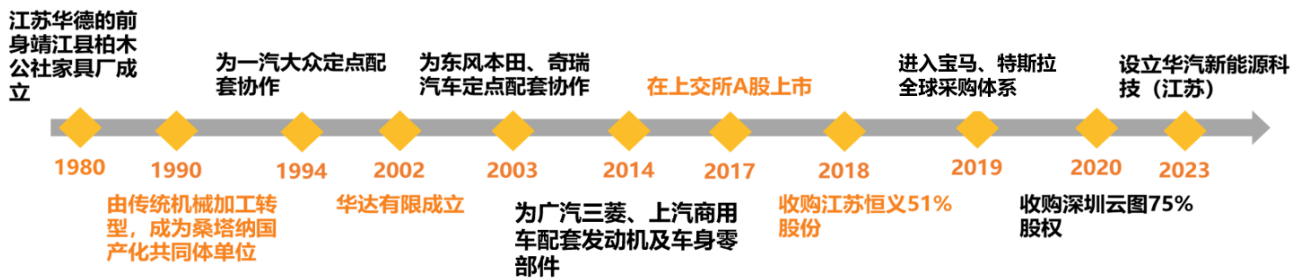 江苏华德的前
身靖江县柏木
公社家具厂成
立
为一汽大众定点配
套协作
为东风本田、奇瑞
汽车定点配套协作
在上交所A股上市
进入宝马、特斯拉
全球采购体系
设立华汽新能源科
技（江苏）
1980
1990
1994
2002
2003
2014
2017
2018
2019
2020
2023
由传统机械加工转
型，成为桑塔纳国
产化共同体单位
华达有限成立
为广汽三菱、上汽商用
车配套发动机及车身零
部件
收购江苏恒义51%
股份
收购深圳云图75%
股权